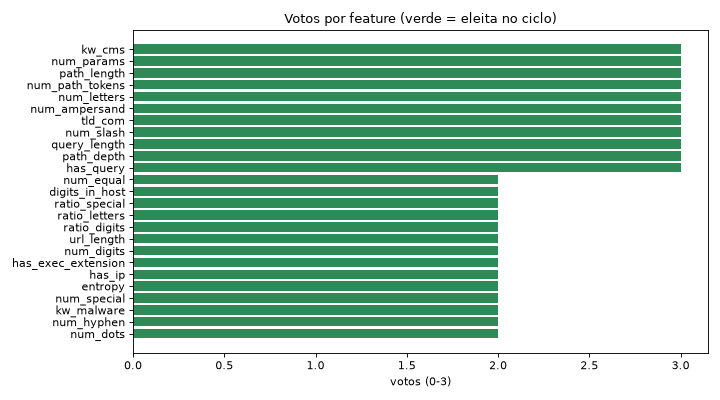 Votos por feature (verde = eleita no ciclo)
kw_cms
num_params
path_length
num_path_tokens
num_letters
num_ampersand
tld_com
num_slash
query_length
path_depth
has_query
num_equal
digits_in_host
ratio_special
ratio_letters
ratio_digits
url_length
num_digits
has_exec_extension
has_ip
entropy
num_special
kw_malware
num_hyphen
num_dots
0.0 0.5 1.0 1.5 2.0 2.5 3.0
votos (0-3)